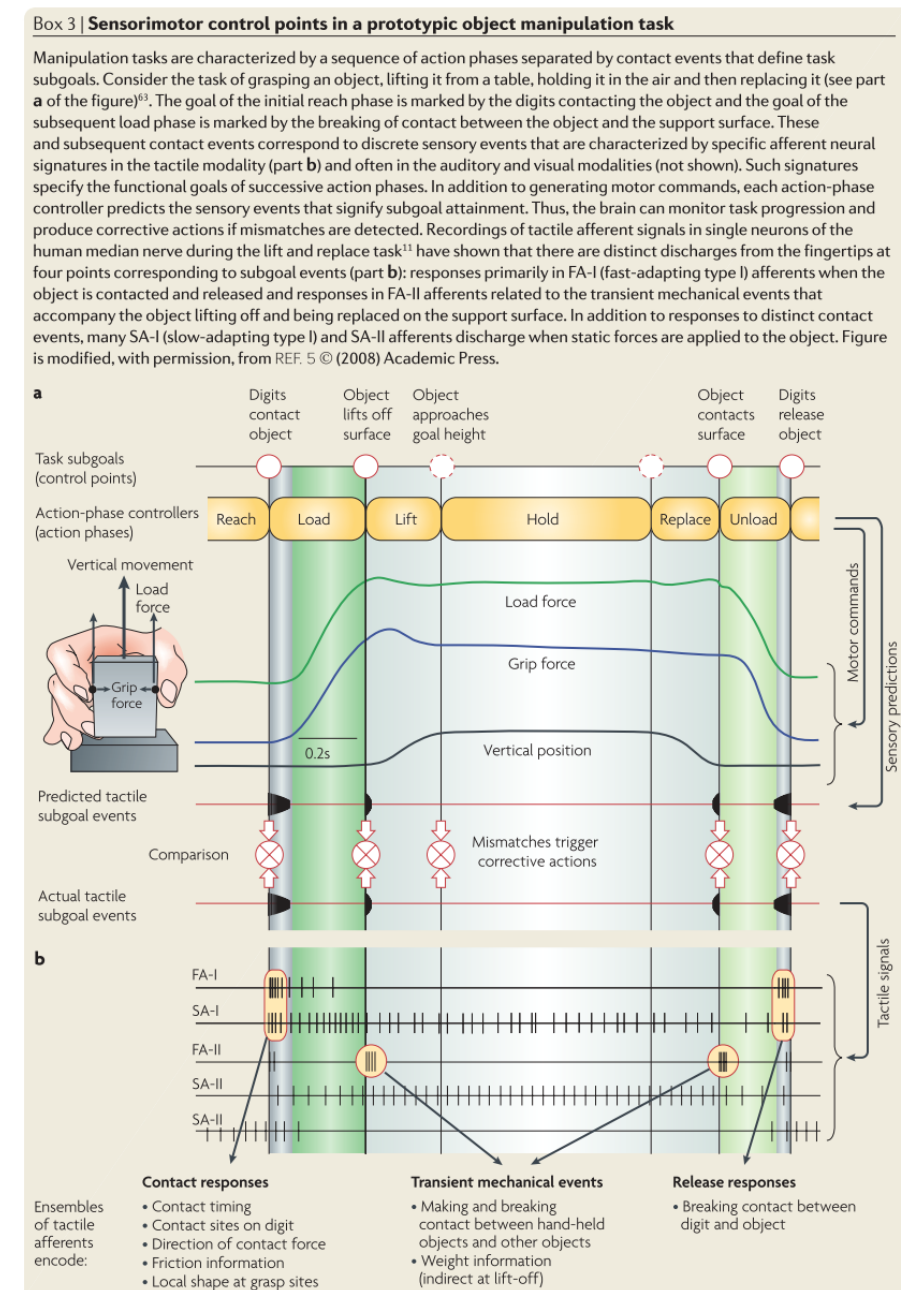 Box 3 | Sensorimotor control points in a prototypic object manipulation task
Manipulation tasks are characterized by a sequence of action phases separated by contact events that define task
subgoals. Consider the task of grasping an object, lifting it from a table, holding it in the air and then replacing it (see part
a of the figure)⁶³. The goal of the initial reach phase is marked by the digits contacting the object and the goal of the
subsequent load phase is marked by the breaking of contact between the object and the support surface. These
and subsequent contact events correspond to discrete sensory events that are characterized by specific afferent neural
signatures in the tactile modality (part b) and often in the auditory and visual modalities (not shown). Such signatures
specify the functional goals of successive action phases. In addition to generating motor commands, each action-phase
controller predicts the sensory events that signify subgoal attainment. Thus, the brain can monitor task progression and
produce corrective actions if mismatches are detected. Recordings of tactile afferent signals in single neurons of the
human median nerve during the lift and replace task¹¹ have shown that there are distinct discharges from the fingertips at
four points corresponding to subgoal events (part b): responses primarily in FA-I (fast-adapting type I) afferents when the
object is contacted and released and responses in FA-II afferents related to the transient mechanical events that
accompany the object lifting off and being replaced on the support surface. In addition to responses to distinct contact
events, many SA-I (slow-adapting type I) and SA-II afferents discharge when static forces are applied to the object. Figure
is modified, with permission, from REF. 5 © (2008) Academic Press.
a
Digits
contact
object
Object
lifts off
surface
Object
approaches
goal height
Object
contacts
surface
Digits
release
object
Task subgoals
(control points)
Action-phase controllers
(action phases)
Reach
Load
Lift
Hold
Replace
Unload
Vertical movement
Load
force
Grip
force
Load force
Grip force
0.2s
Vertical position
Motor commands
Sensory predictions
Predicted tactile
subgoal events
Comparison
Mismatches trigger
corrective actions
Actual tactile
subgoal events
b
FA-I
SA-I
FA-II
SA-II
SA-II
Tactile signals
Ensembles
of tactile
afferents
encode:
Contact responses
• Contact timing
• Contact sites on digit
• Direction of contact force
• Friction information
• Local shape at grasp sites
Transient mechanical events
• Making and breaking
contact between hand-held
objects and other objects
• Weight information
(indirect at lift-off)
Release responses
• Breaking contact between
digit and object